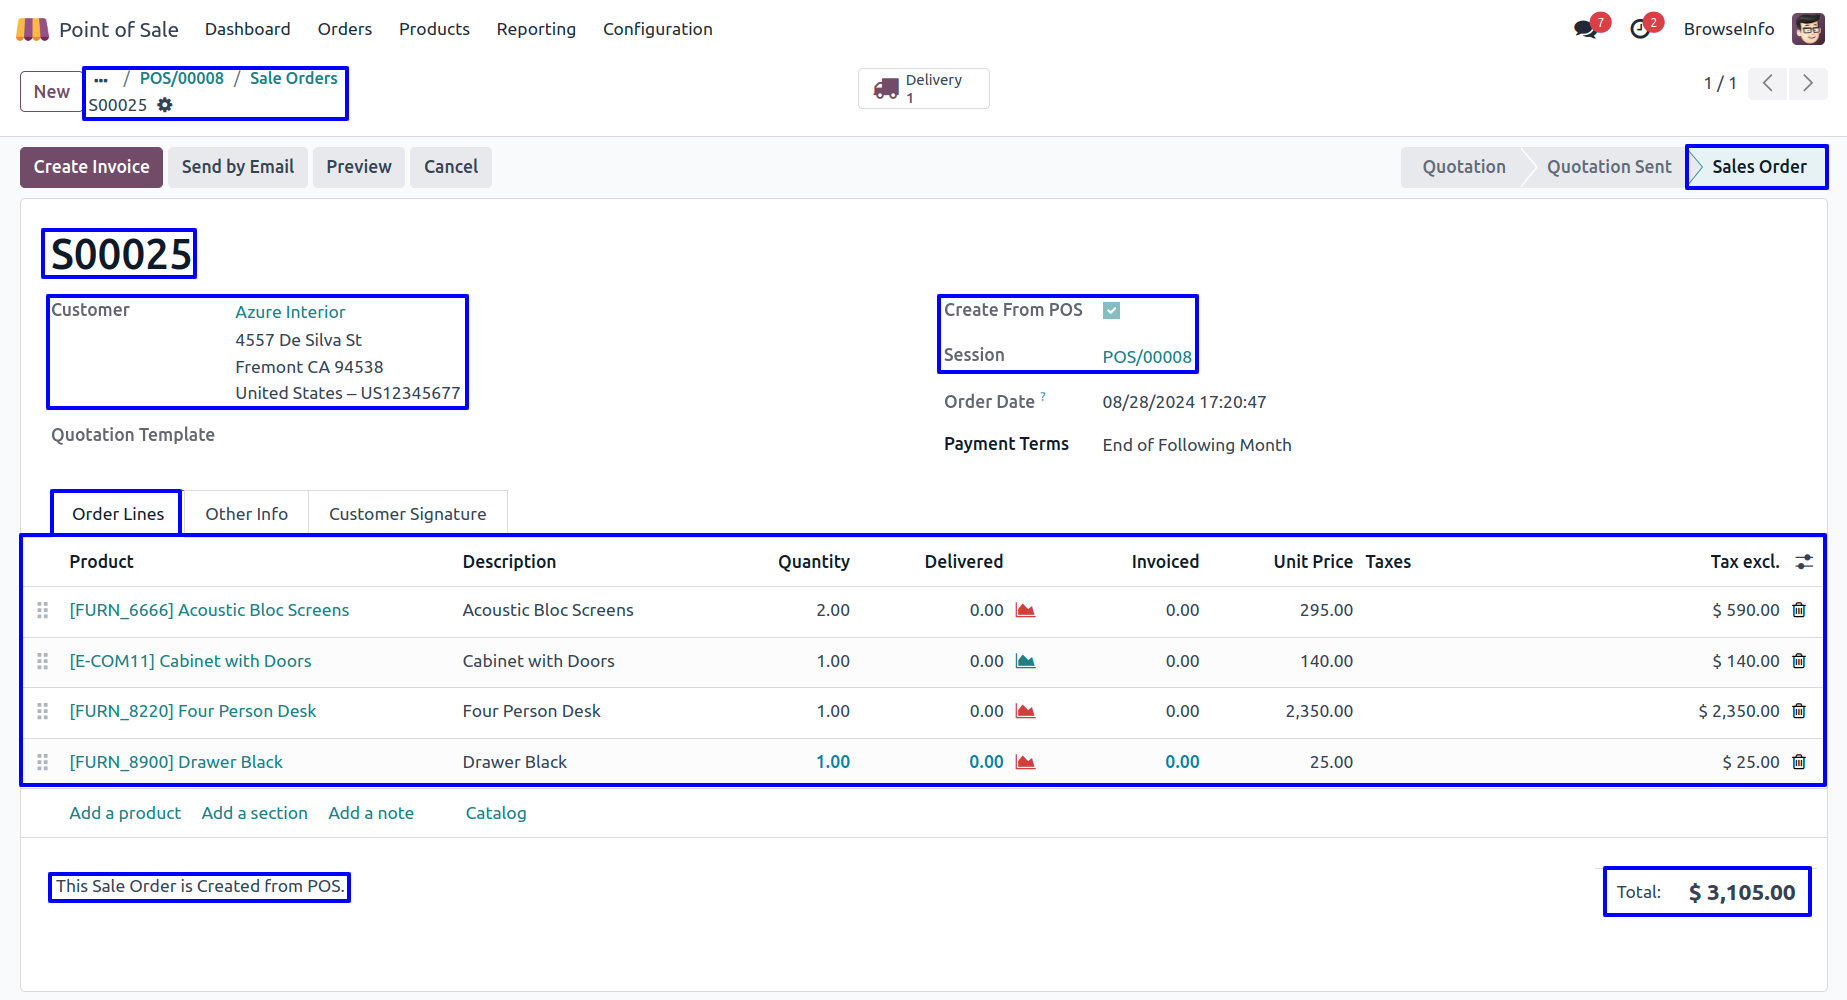 Point of Sale Dashboard Orders Products Reporting Configuration 7 2 BrowseInfo
New ... / POS/00008 / Sale Orders
S00025
Delivery
1
1 / 1
Create Invoice Send by Email Preview Cancel Quotation Quotation Sent Sales Order
S00025
Customer Azure Interior
4557 De Silva St
Fremont CA 94538
United States – US12345677
Quotation Template
Create From POS
Session POS/00008
Order Date ? 08/28/2024 17:20:47
Payment Terms End of Following Month
Order Lines Other Info Customer Signature
Product Description Quantity Delivered Invoiced Unit Price Taxes Tax excl.
[FURN_6666] Acoustic Bloc Screens Acoustic Bloc Screens 2.00 0.00 0.00 295.00 $ 590.00
[E-COM11] Cabinet with Doors Cabinet with Doors 1.00 0.00 0.00 140.00 $ 140.00
[FURN_8220] Four Person Desk Four Person Desk 1.00 0.00 0.00 2,350.00 $ 2,350.00
[FURN_8900] Drawer Black Drawer Black 1.00 0.00 0.00 25.00 $ 25.00
Add a product Add a section Add a note Catalog
This Sale Order is Created from POS.
Total: $ 3,105.00